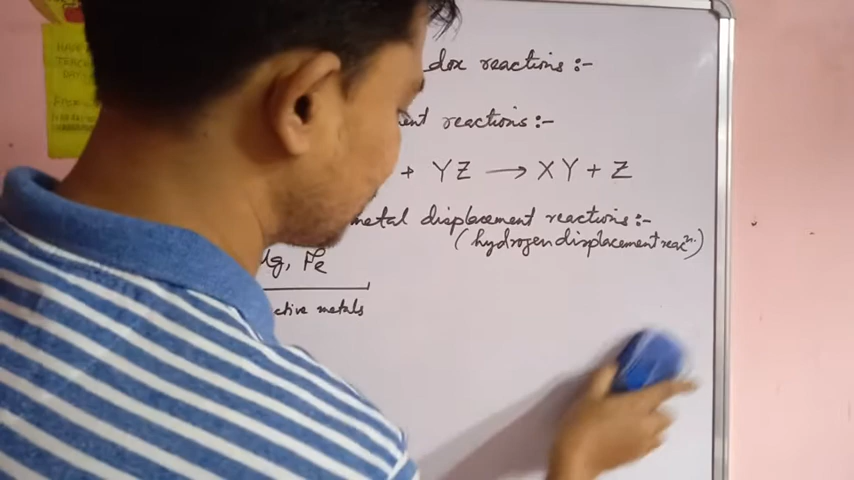 dox reactions :-
ent reactions :-
+ YZ → XY + Z
metal displacement reactions :-
(hydrogen displacement reacⁿ.)
Mg, Fe
ctive metals